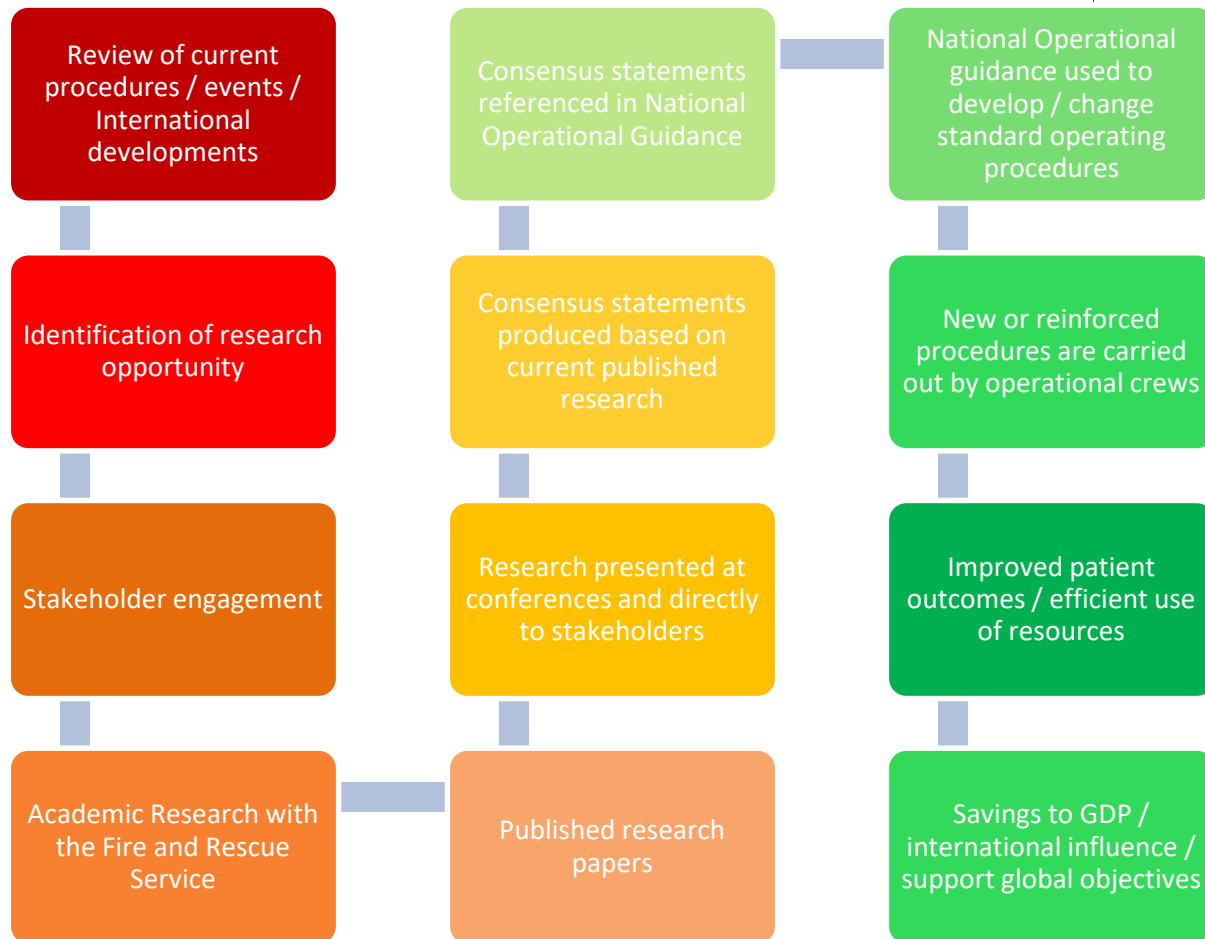 Review of current
procedures / events /
International
developments
Identification of research
opportunity
Stakeholder engagement
Academic Research with
the Fire and Rescue
Service
Published research
papers
Research presented at
conferences and directly
to stakeholders
Consensus statements
produced based on
current published
research
Consensus statements
referenced in National
Operational Guidance
National Operational
guidance used to
develop / change
standard operating
procedures
New or reinforced
procedures are carried
out by operational crews
Improved patient
outcomes / efficient use
of resources
Savings to GDP /
international influence /
support global objectives